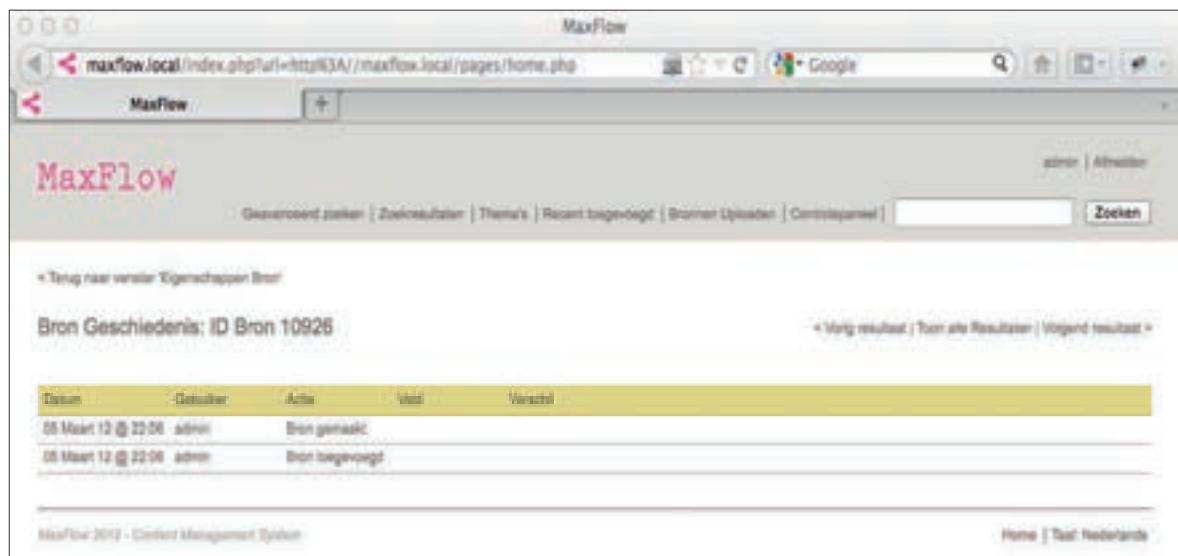 MaxFlow
maxflow.local/index.php?url=http%3A//maxflow.local/pages/home.php
Google
MaxFlow
admin | Afmelden
MaxFlow
Geavanceerd zoeken | Zoekresultaten | Thema's | Recent toegevoegd | Bronnen Uploaden | Controlepaneel |
Zoeken
< Terug naar venster 'Eigenschappen Bron'
Bron Geschiedenis: ID Bron 10926
< Vorig resultaat | Toon alle Resultaten | Volgend resultaat >
Datum Gebuiker Actie Veld Verschil
05 Maart 12 @ 22:06 admin Bron gemaakt:
05 Maart 12 @ 22:06 admin Bron toegevoegd
MaxFlow 2012 - Content Management System
Home | Taal: Nederlands